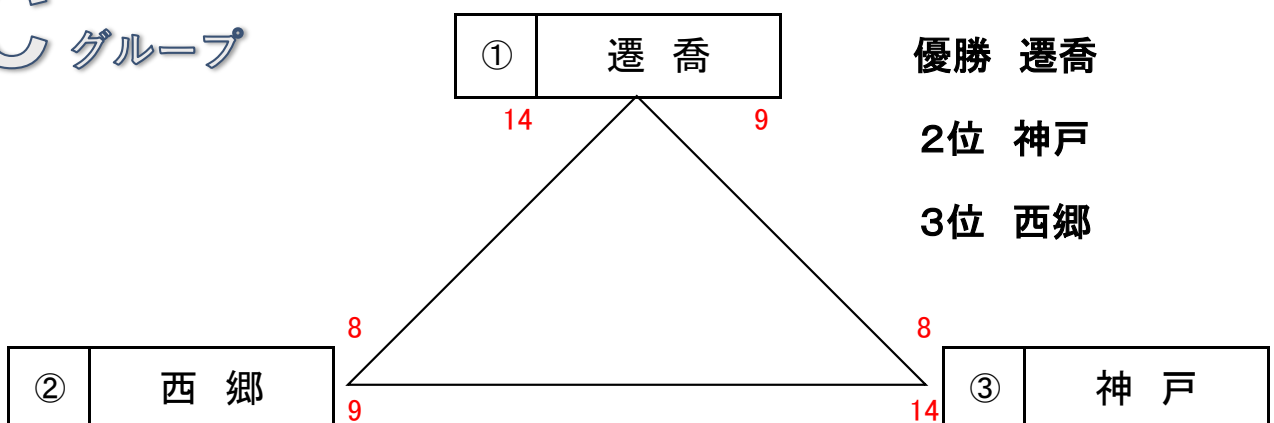 グループ
① 遷喬
優勝 遷喬
14 9
2位 神戸
3位 西郷
8 8
② 西郷
③ 神戸
9 14